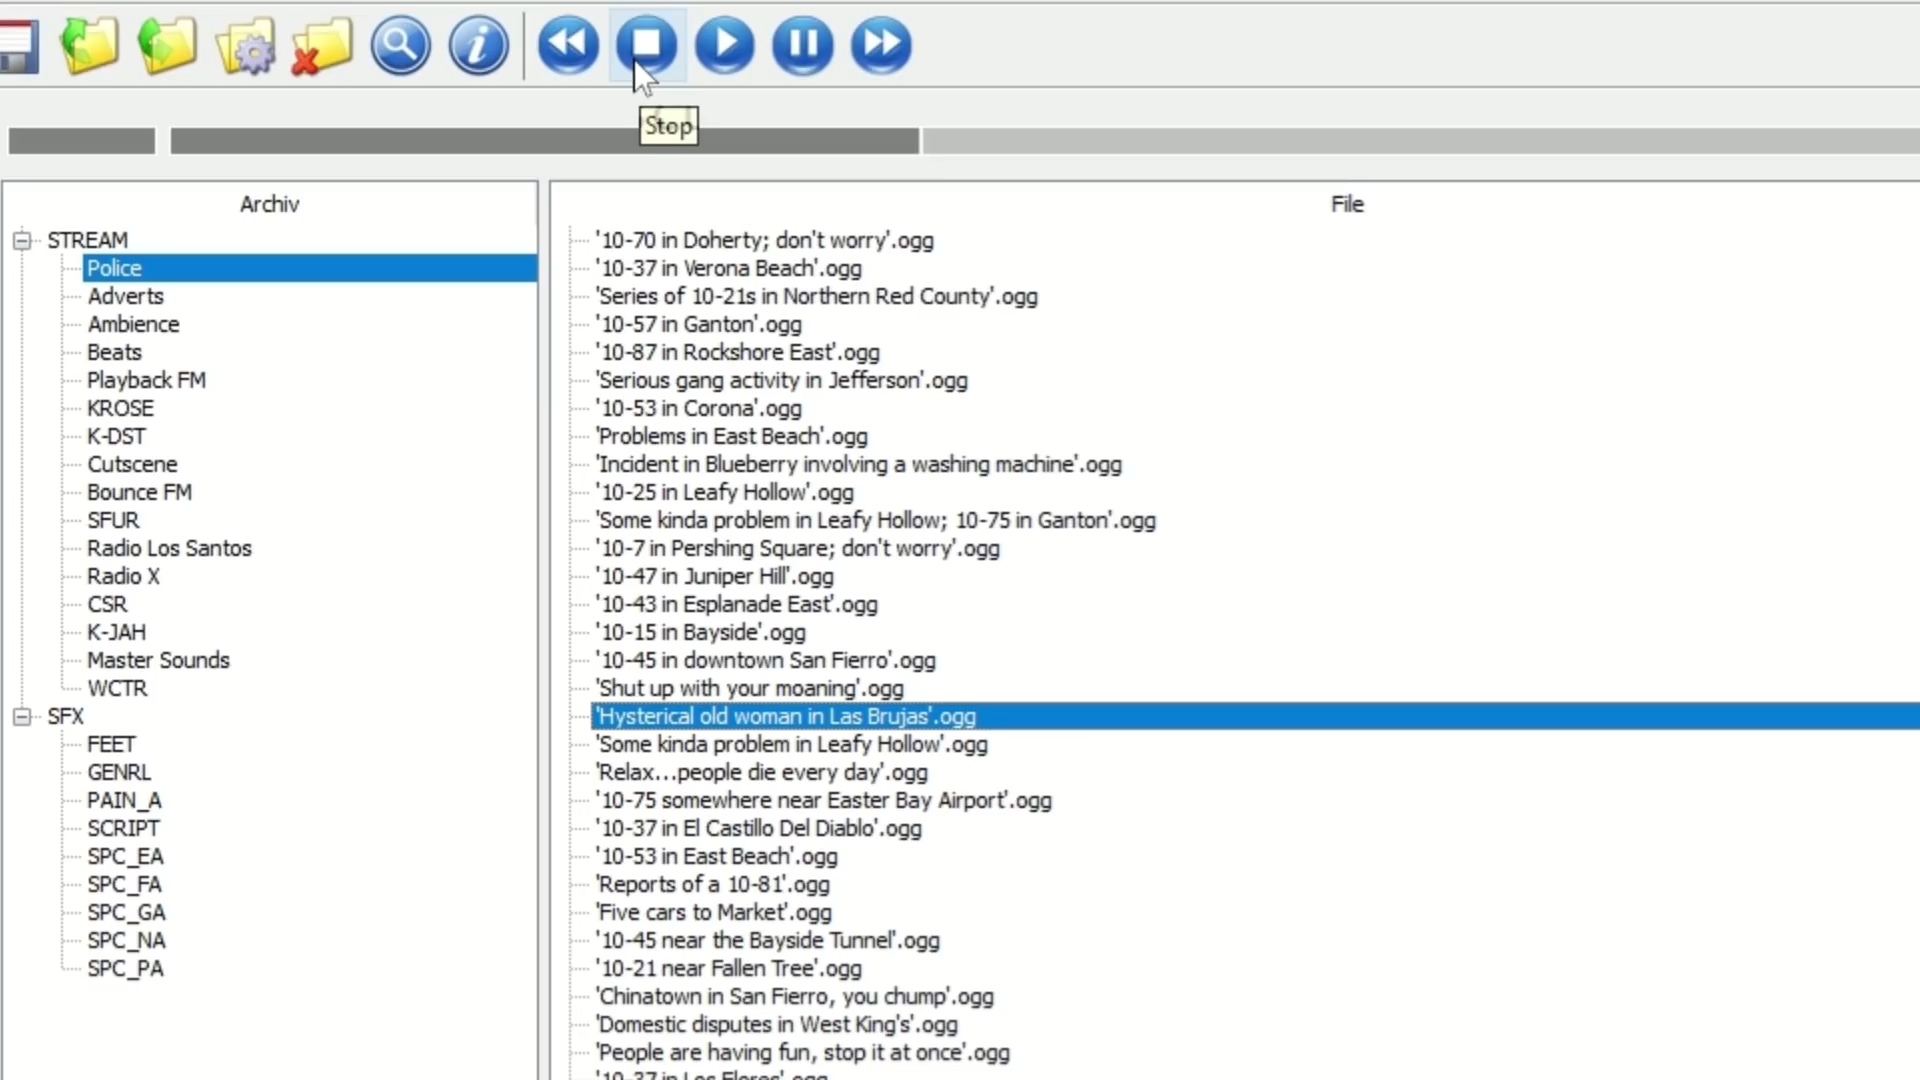 Stop
Archiv
STREAM
Police
Adverts
Ambience
Beats
Playback FM
KROSE
K-DST
Cutscene
Bounce FM
SFUR
Radio Los Santos
Radio X
CSR
K-JAH
Master Sounds
WCTR
SFX
FEET
GENRL
PAIN_A
SCRIPT
SPC_EA
SPC_FA
SPC_GA
SPC_NA
SPC_PA
File
'10-70 in Doherty; don't worry'.ogg
'10-37 in Verona Beach'.ogg
'Series of 10-21s in Northern Red County'.ogg
'10-57 in Ganton'.ogg
'10-87 in Rockshore East'.ogg
'Serious gang activity in Jefferson'.ogg
'10-53 in Corona'.ogg
'Problems in East Beach'.ogg
'Incident in Blueberry involving a washing machine'.ogg
'10-25 in Leafy Hollow'.ogg
'Some kinda problem in Leafy Hollow; 10-75 in Ganton'.ogg
'10-7 in Pershing Square; don't worry'.ogg
'10-47 in Juniper Hill'.ogg
'10-43 in Esplanade East'.ogg
'10-15 in Bayside'.ogg
'10-45 in downtown San Fierro'.ogg
'Shut up with your moaning'.ogg
'Hysterical old woman in Las Brujas'.ogg
'Some kinda problem in Leafy Hollow'.ogg
'Relax...people die every day'.ogg
'10-75 somewhere near Easter Bay Airport'.ogg
'10-37 in El Castillo Del Diablo'.ogg
'10-53 in East Beach'.ogg
'Reports of a 10-81'.ogg
'Five cars to Market'.ogg
'10-45 near the Bayside Tunnel'.ogg
'10-21 near Fallen Tree'.ogg
'Chinatown in San Fierro, you chump'.ogg
'Domestic disputes in West King's'.ogg
'People are having fun, stop it at once'.ogg
'10-37 in Los Flores'.ogg